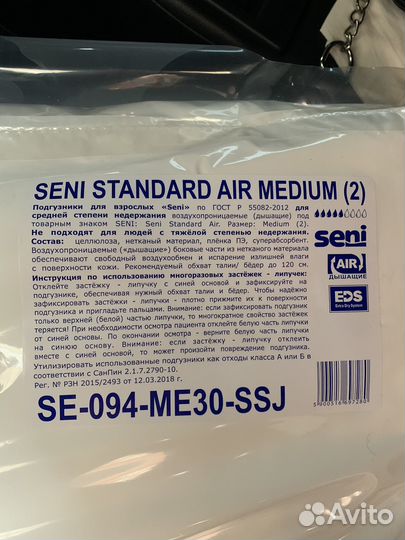 SENI STANDARD AIR MEDIUM (2)
Подгузники для взрослых «Seni» по ГОСТ Р 55082-2012 для
средней степени недержания воздухопроницаемые (дышащие) под
товарным знаком SENI: Seni Standard Air. Размер: Medium (2).
Не подходят для людей с тяжёлой степенью недержания.
Состав: целлюлоза, нетканый материал, плёнка ПЭ, суперабсорбент.
Воздухопроницаемые («дышащие») боковые части из нетканого материала
обеспечивают свободный воздухообмен и испарение излишней влаги
с поверхности кожи. Рекомендуемый обхват талии/ бёдер до 120 см.
Инструкция по использованию многоразовых застёжек - липучек:
Отклеить застёжку - липучку с синей основой и зафиксируйте на
подгузнике, обеспечивая нужный обхват талии и бёдер. Чтобы надёжно
зафиксировать застёжки - липучки - плотно прижмите их к поверхности
подгузника и пригладьте пальцами. Внимание: если зафиксировать
только верхней (белой) частью липучки, то многократное свойство застёжек
теряется! При необходимости осмотра пациента отклейте белую часть липучки
от синей основы. По окончании осмотра - верните белую часть липучки
на синюю основу. Внимание: если отклеить застёжку - липучку
вместе с синей основой, то может произойти повреждение подгузника.
Утилизировать использованные подгузники как отходы класса А или Б в
соответствии с СанПин 2.1.7.2790-10.
Рег. № РЗН 2015/2493 от 12.03.2018 г.
seni
(AIR)
ДЫШАЩИЕ
EDS
Extra Dry System
SE-094-ME30-SSJ
5 900516 697280
Avito